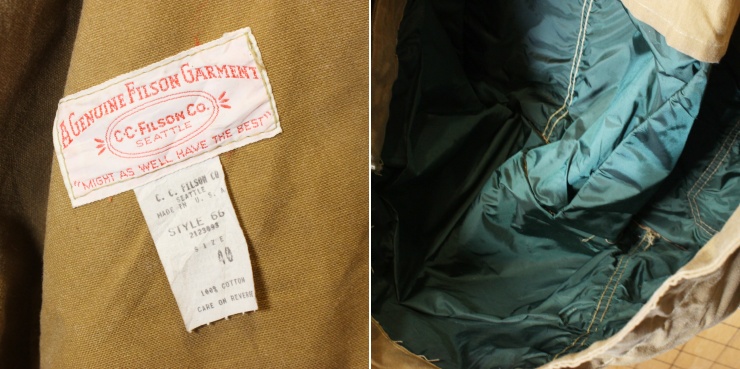 A GENUINE FILSON GARMENT
C·C·FILSON CO.
SEATTLE
"MIGHT AS WELL HAVE THE BEST"
C. C. FILSON CO
SEATTLE
MADE IN U. S. A
STYLE 66
SIZE
40
100% COTTON
CARE ON REVERSE